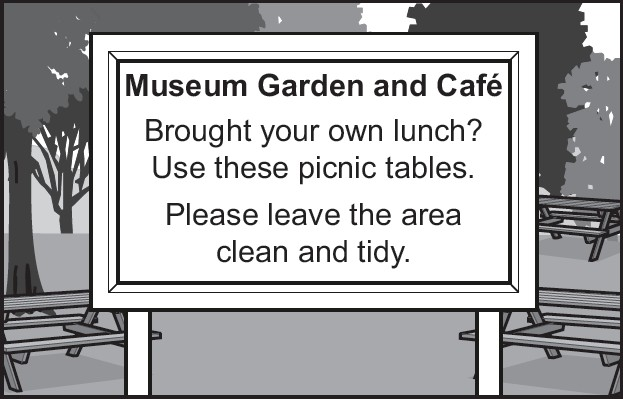 Museum Garden and Café
Brought your own lunch?
Use these picnic tables.
Please leave the area
clean and tidy.